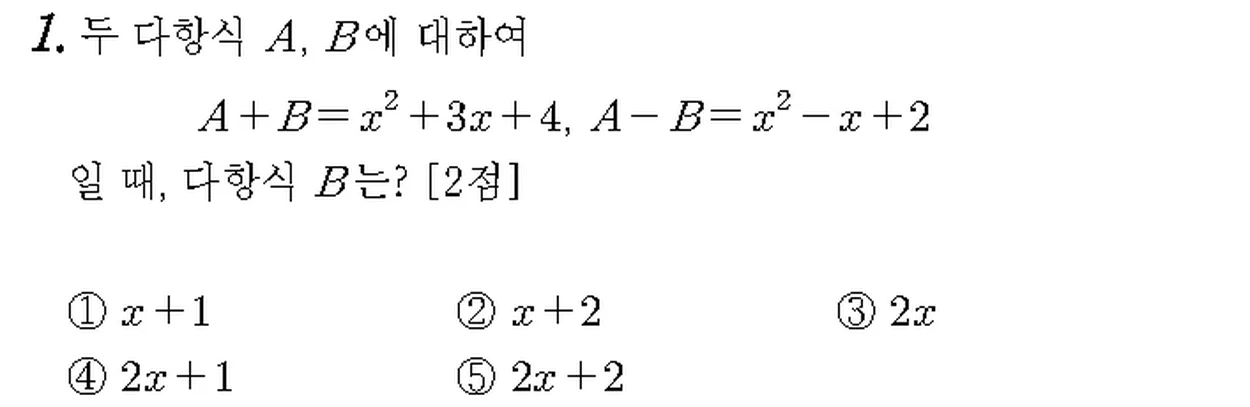 1. 두 다항식 A, B에 대하여
A+B=x²+3x+4, A-B=x²-x+2
일 때, 다항식 B는? [2점]
① x+1 ② x+2 ③ 2x
④ 2x+1 ⑤ 2x+2